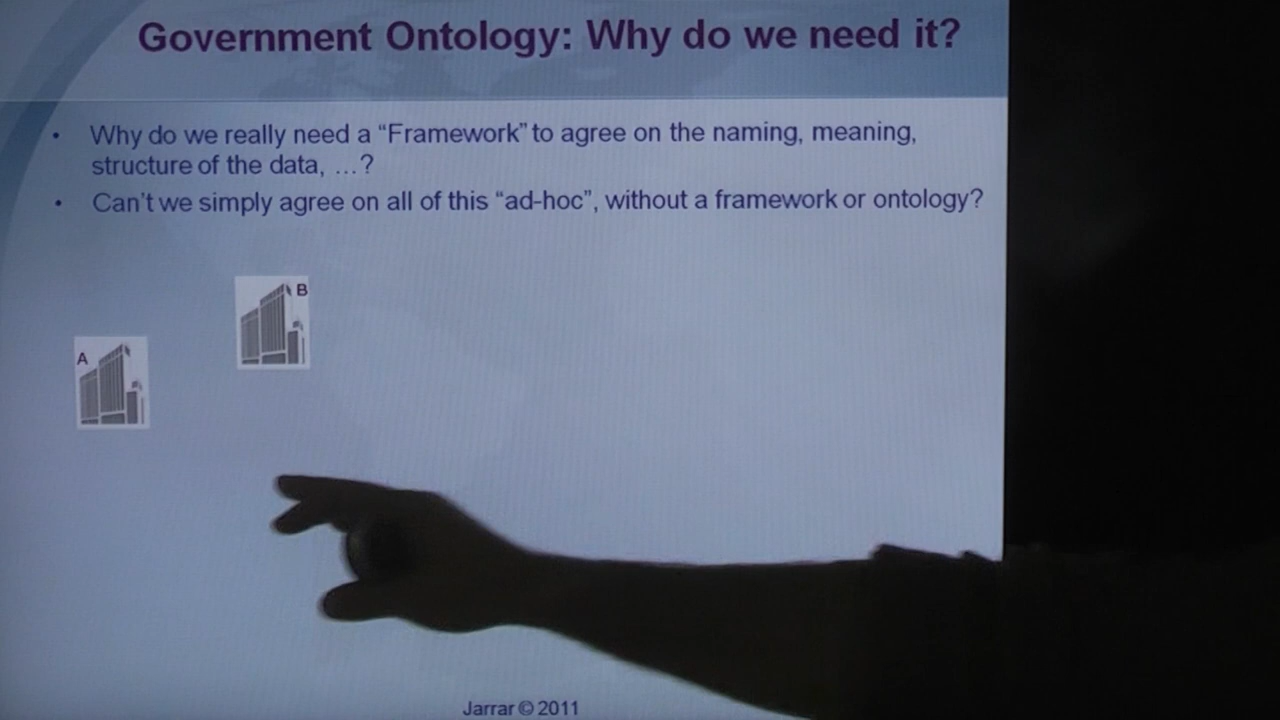 Government Ontology: Why do we need it?
• Why do we really need a “Framework” to agree on the naming, meaning,
structure of the data, …?
• Can’t we simply agree on all of this “ad-hoc”, without a framework or ontology?
B
A
Jarrar © 2011